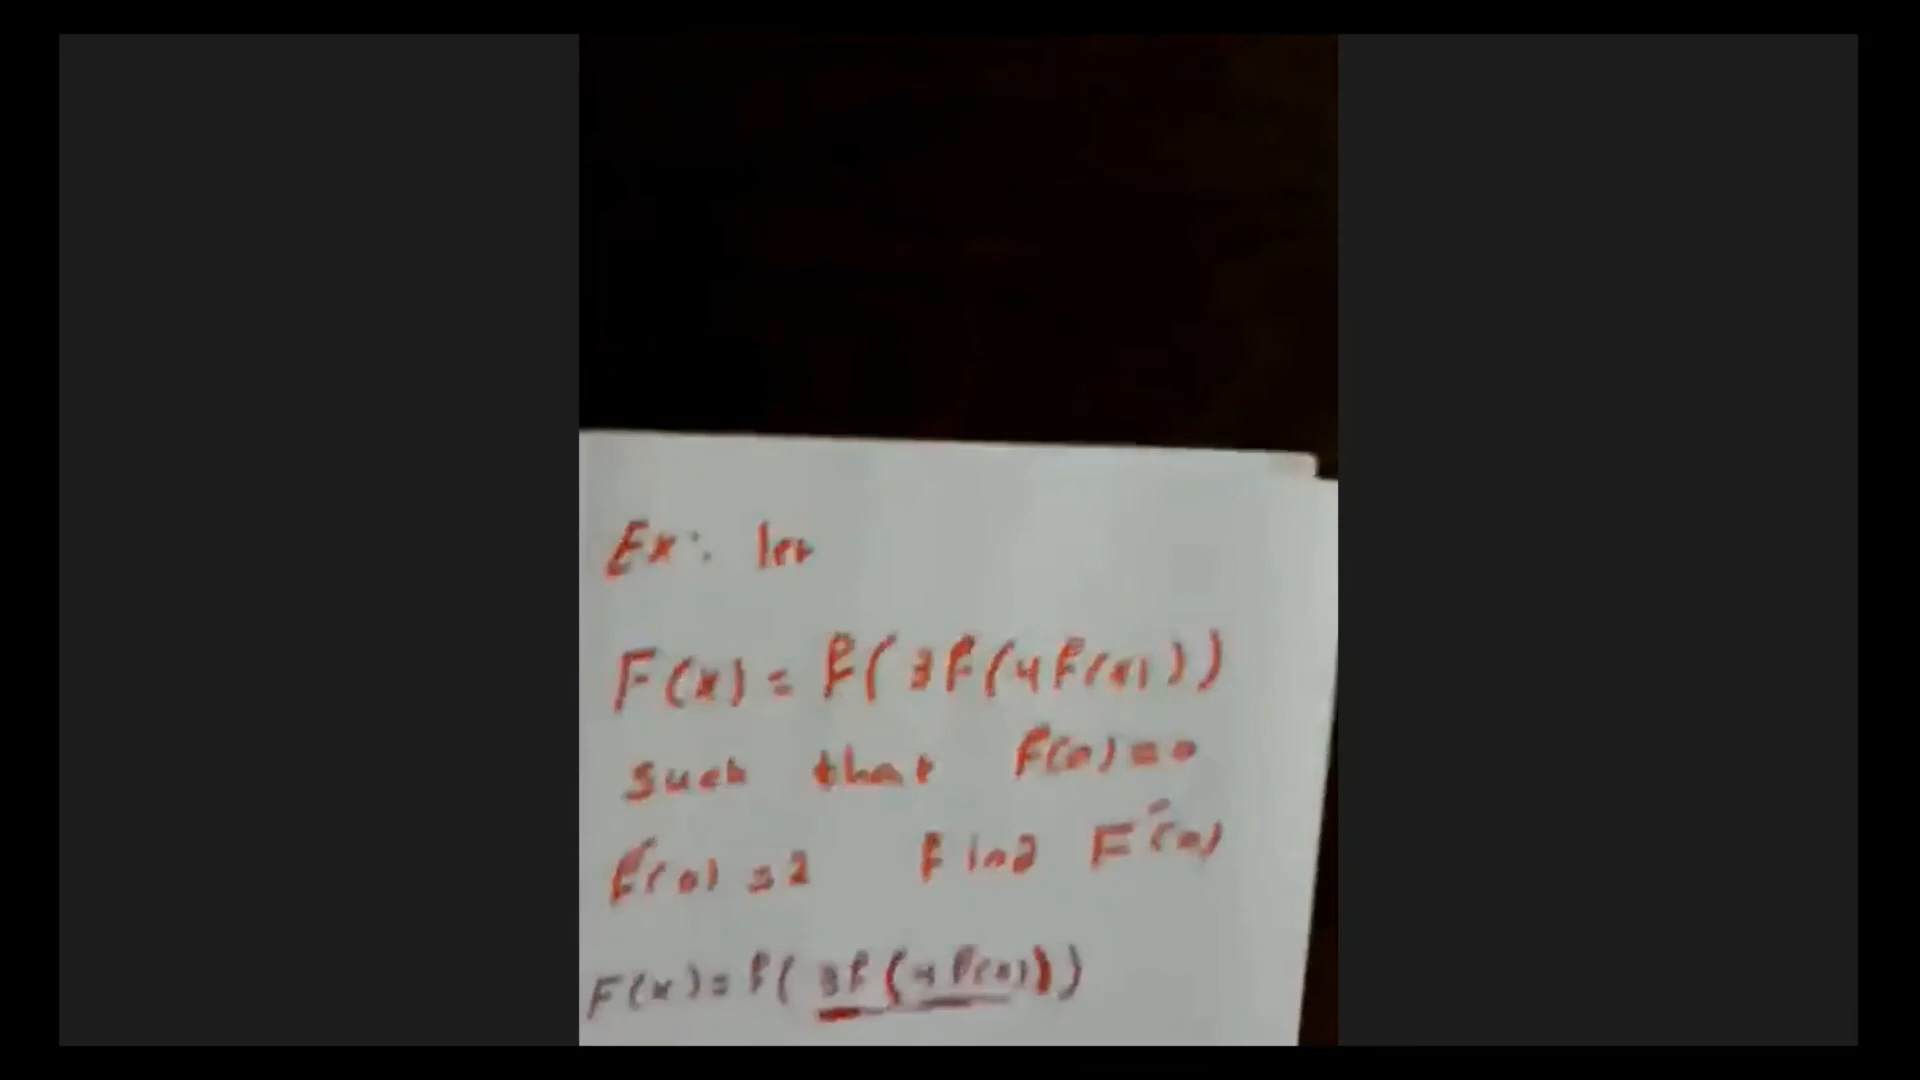 Ex: let
F(x) = f(3f(4f(x)))
such that f(0) = 0
f'(0) = 2 find F'(0)
F(x) = f(3f(4f(x)))